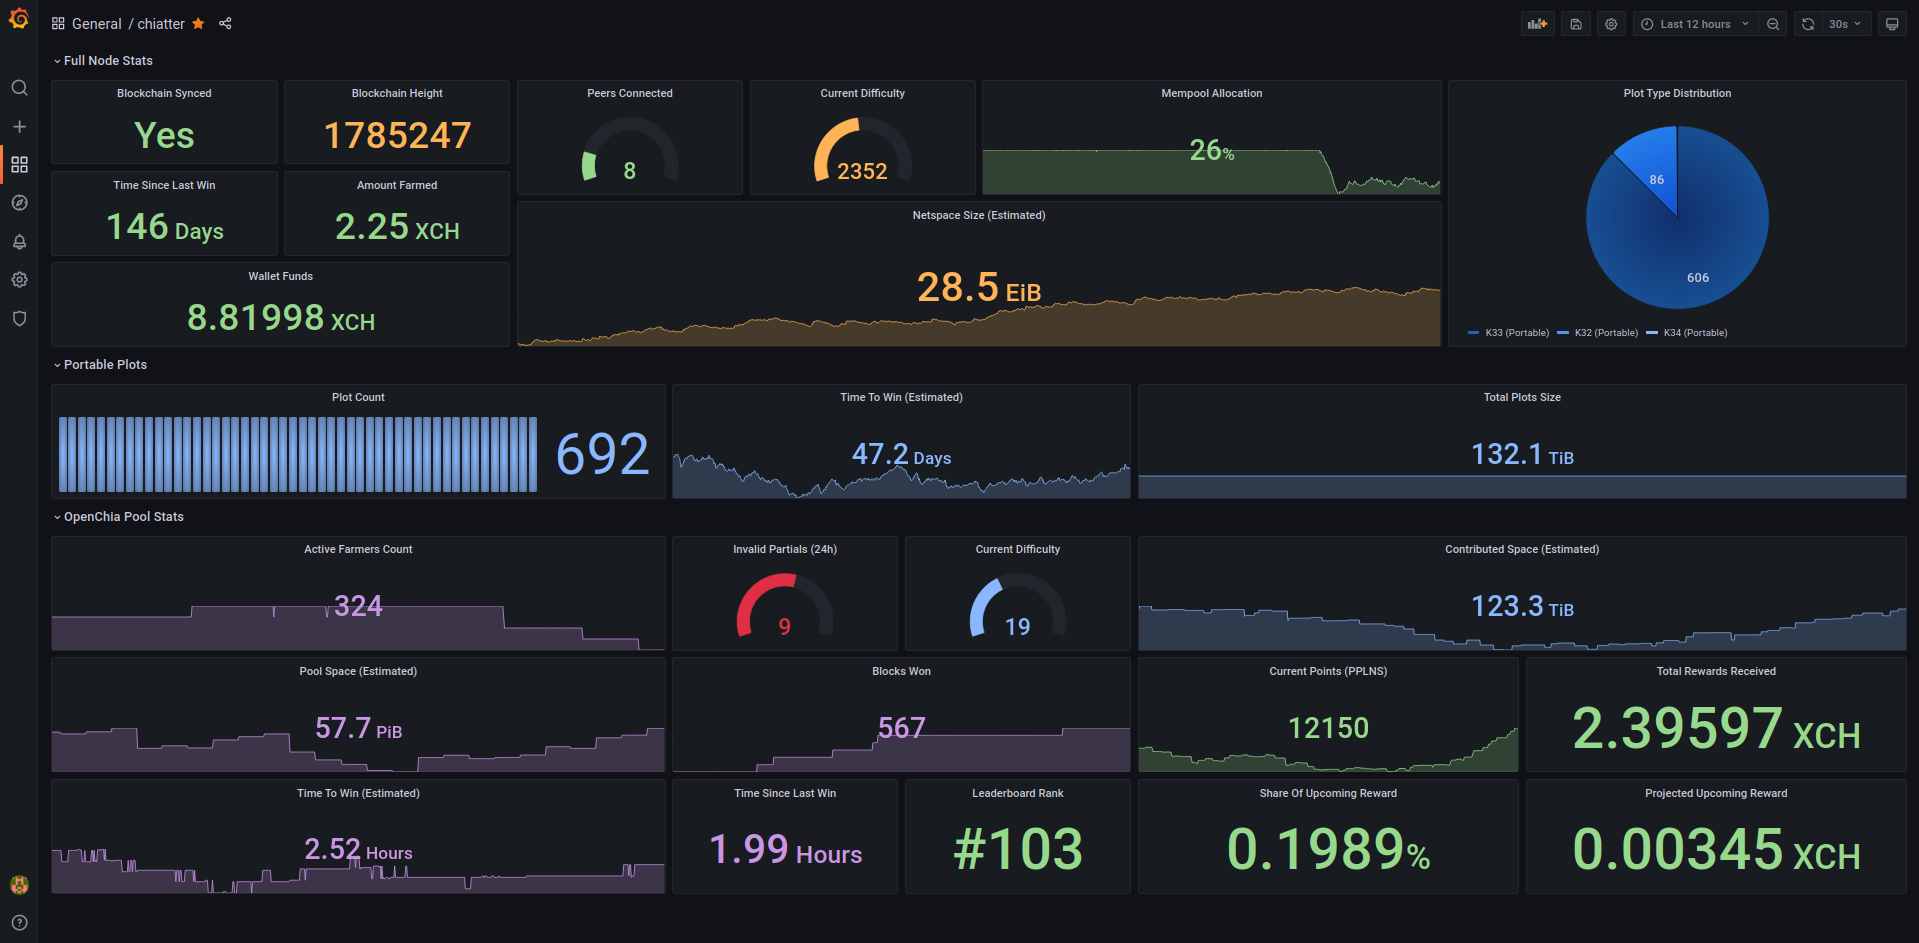 General / chiatter
Last 12 hours
30s
Full Node Stats
Blockchain Synced
Yes
Blockchain Height
1785247
Peers Connected
8
Current Difficulty
2352
Mempool Allocation
26%
Plot Type Distribution
86
606
K33 (Portable) K32 (Portable) K34 (Portable)
Time Since Last Win
146 Days
Amount Farmed
2.25 XCH
Netspace Size (Estimated)
28.5 EiB
Wallet Funds
8.81998 XCH
Portable Plots
Plot Count
692
Time To Win (Estimated)
47.2 Days
Total Plots Size
132.1 TiB
OpenChia Pool Stats
Active Farmers Count
324
Invalid Partials (24h)
9
Current Difficulty
19
Contributed Space (Estimated)
123.3 TiB
Pool Space (Estimated)
57.7 PiB
Blocks Won
567
Current Points (PPLNS)
12150
Total Rewards Received
2.39597 XCH
Time To Win (Estimated)
2.52 Hours
Time Since Last Win
1.99 Hours
Leaderboard Rank
#103
Share Of Upcoming Reward
0.1989%
Projected Upcoming Reward
0.00345 XCH